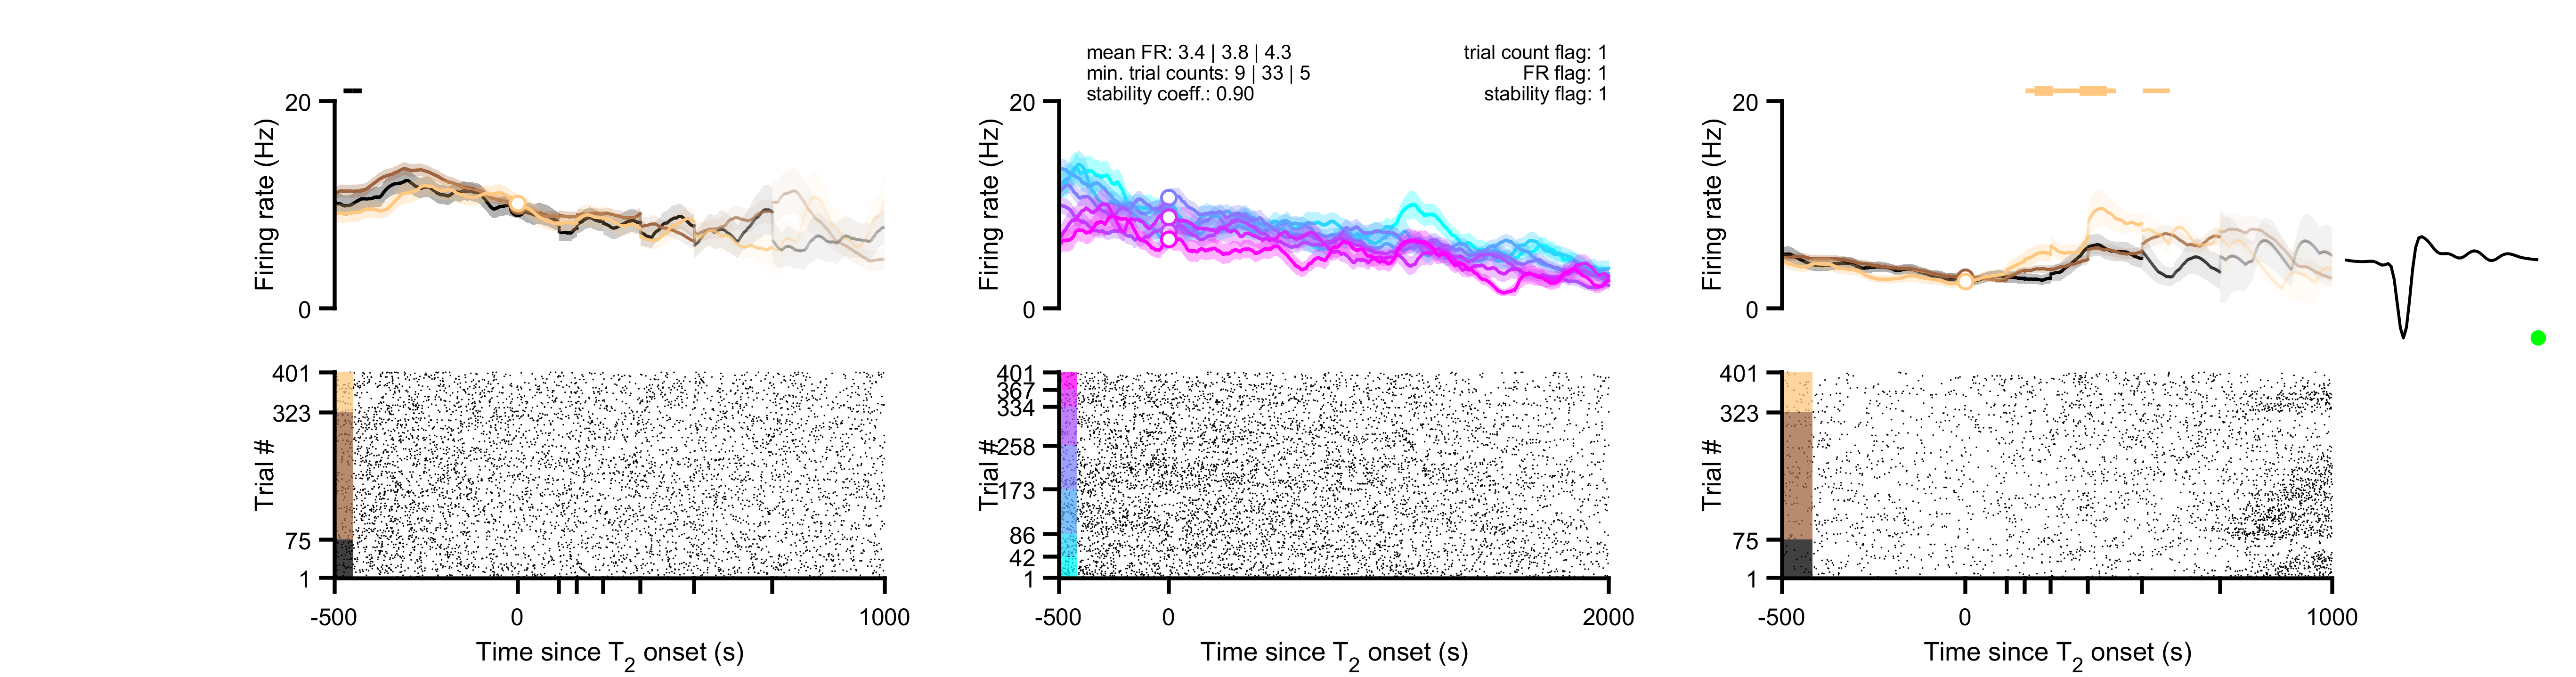 mean FR: 3.4 | 3.8 | 4.3
min. trial counts: 9 | 33 | 5
stability coeff.: 0.90
trial count flag: 1
FR flag: 1
stability flag: 1
20
0
Firing rate (Hz)
401
323
75
1
Trial #
-500
0
1000
Time since T2 onset (s)
20
0
Firing rate (Hz)
401
367
334
258
173
86
42
1
Trial #
-500
0
2000
Time since T2 onset (s)
20
0
Firing rate (Hz)
401
323
75
1
Trial #
-500
0
1000
Time since T2 onset (s)